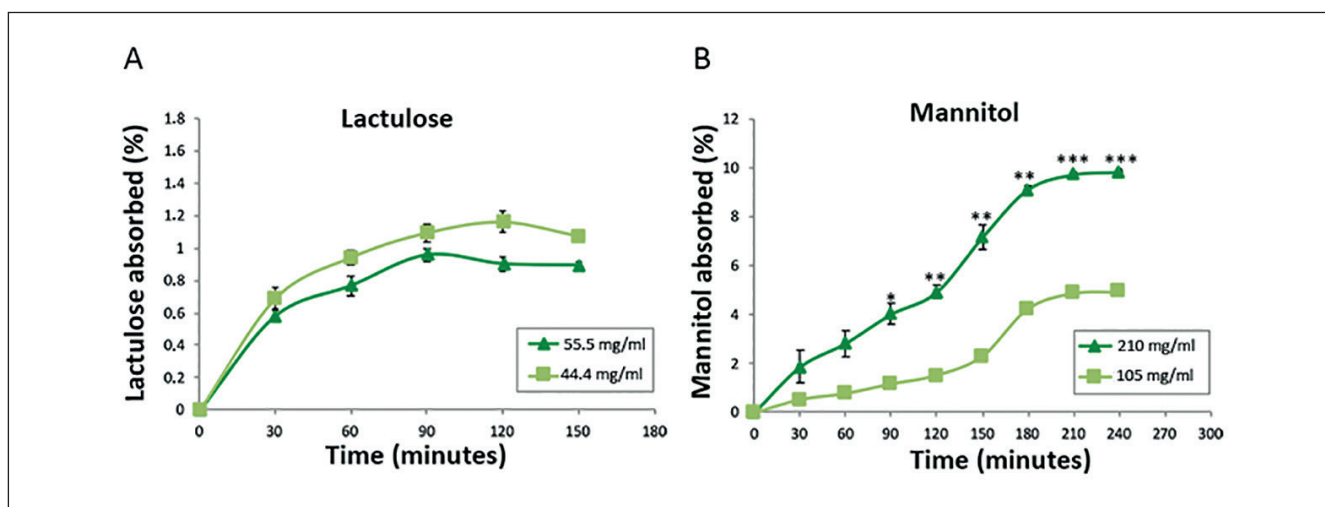 A
Lactulose
Lactulose absorbed (%)
1.8
1.6
1.4
1.2
1
0.8
0.6
0.4
0.2
0
0 30 60 90 120 150 180
Time (minutes)
55.5 mg/ml
44.4 mg/ml
B
Mannitol
Mannitol absorbed (%)
12
10
8
6
4
2
0
* ** ** ** *** ***
0 30 60 90 120 150 180 210 240 270 300
Time (minutes)
210 mg/ml
105 mg/ml